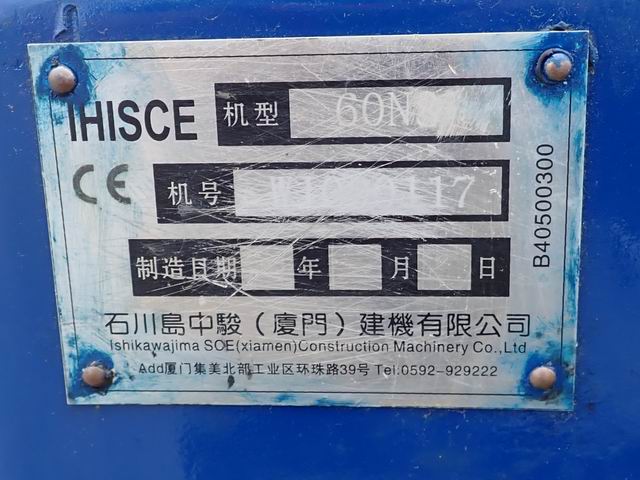 IHISCE 机型 60N
CE
机号 117
制造日期 年 月 日
B40500300
石川島中駿（廈門）建機有限公司
Ishikawajima SCE(xiamen)Construction Machinery Co.,Ltd
Add厦门集美北部工业区环珠路39号 Tel:0592-929222